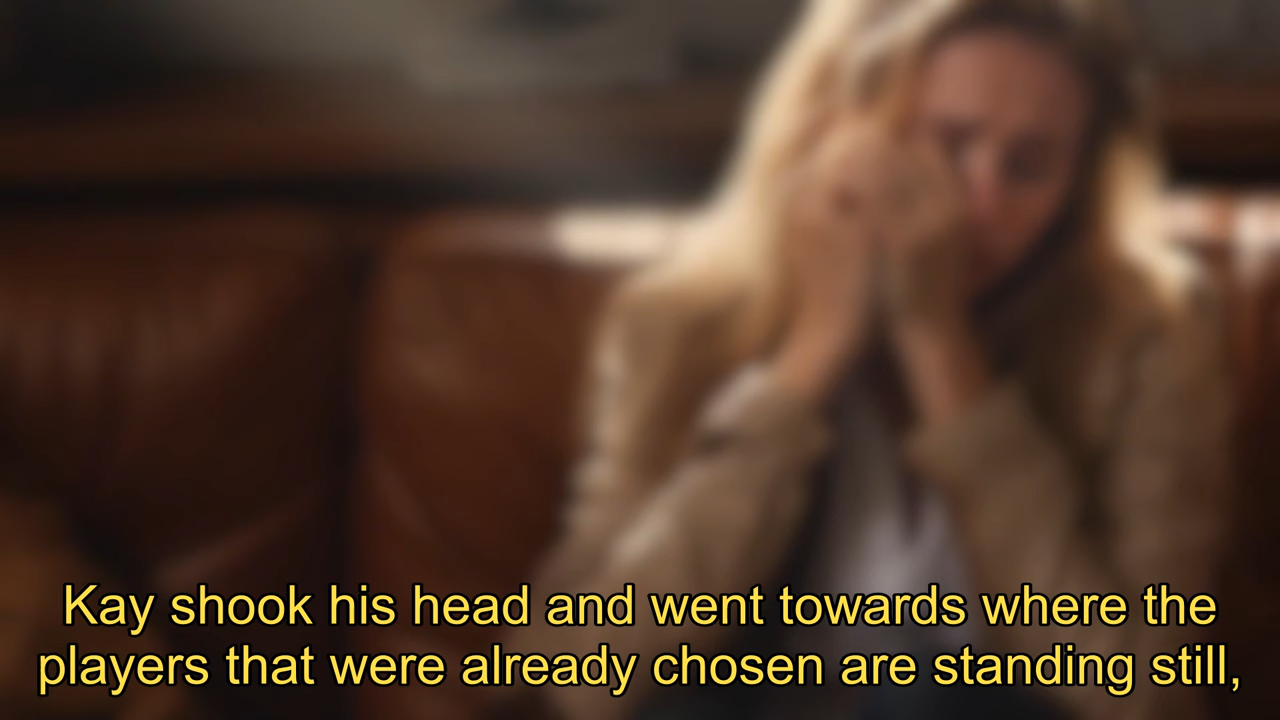 Kay shook his head and went towards where the
players that were already chosen are standing still,